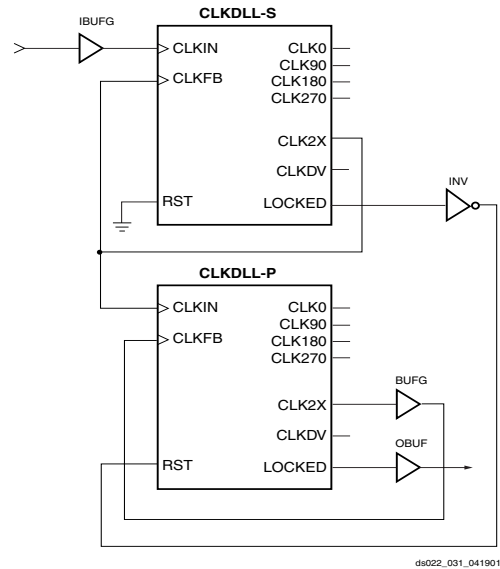 CLKDLL-S
IBUFG
CLKIN
CLKFB
RST
CLK0
CLK90
CLK180
CLK270
CLK2X
CLKDV
LOCKED
INV
CLKDLL-P
CLKIN
CLKFB
RST
CLK0
CLK90
CLK180
CLK270
CLK2X
CLKDV
LOCKED
BUFG
OBUF
ds022_031_041901